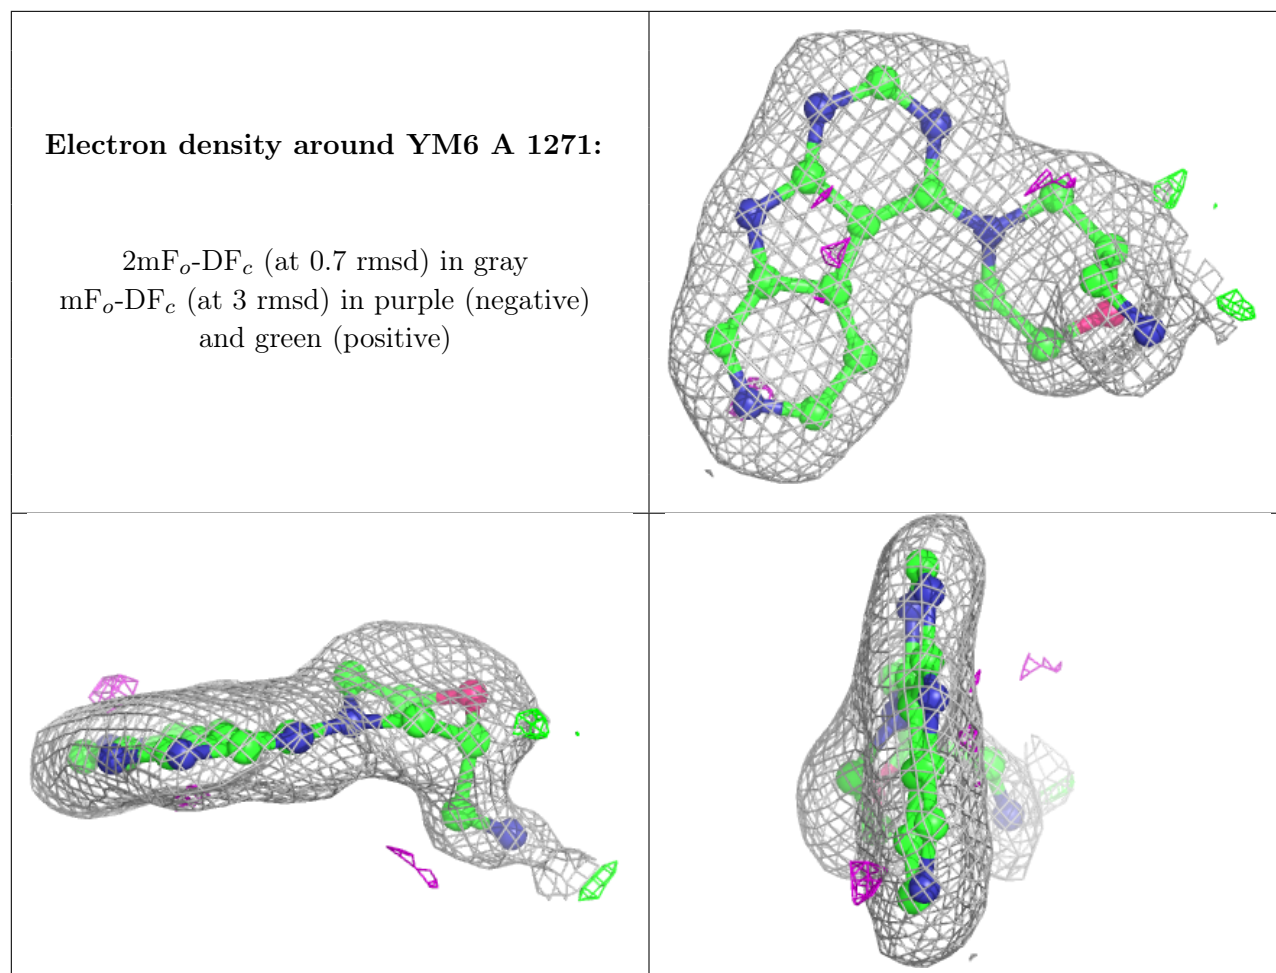 Electron density around YM6 A 1271:
2mFₒ-DF𝒸 (at 0.7 rmsd) in gray
mFₒ-DF𝒸 (at 3 rmsd) in purple (negative)
and green (positive)